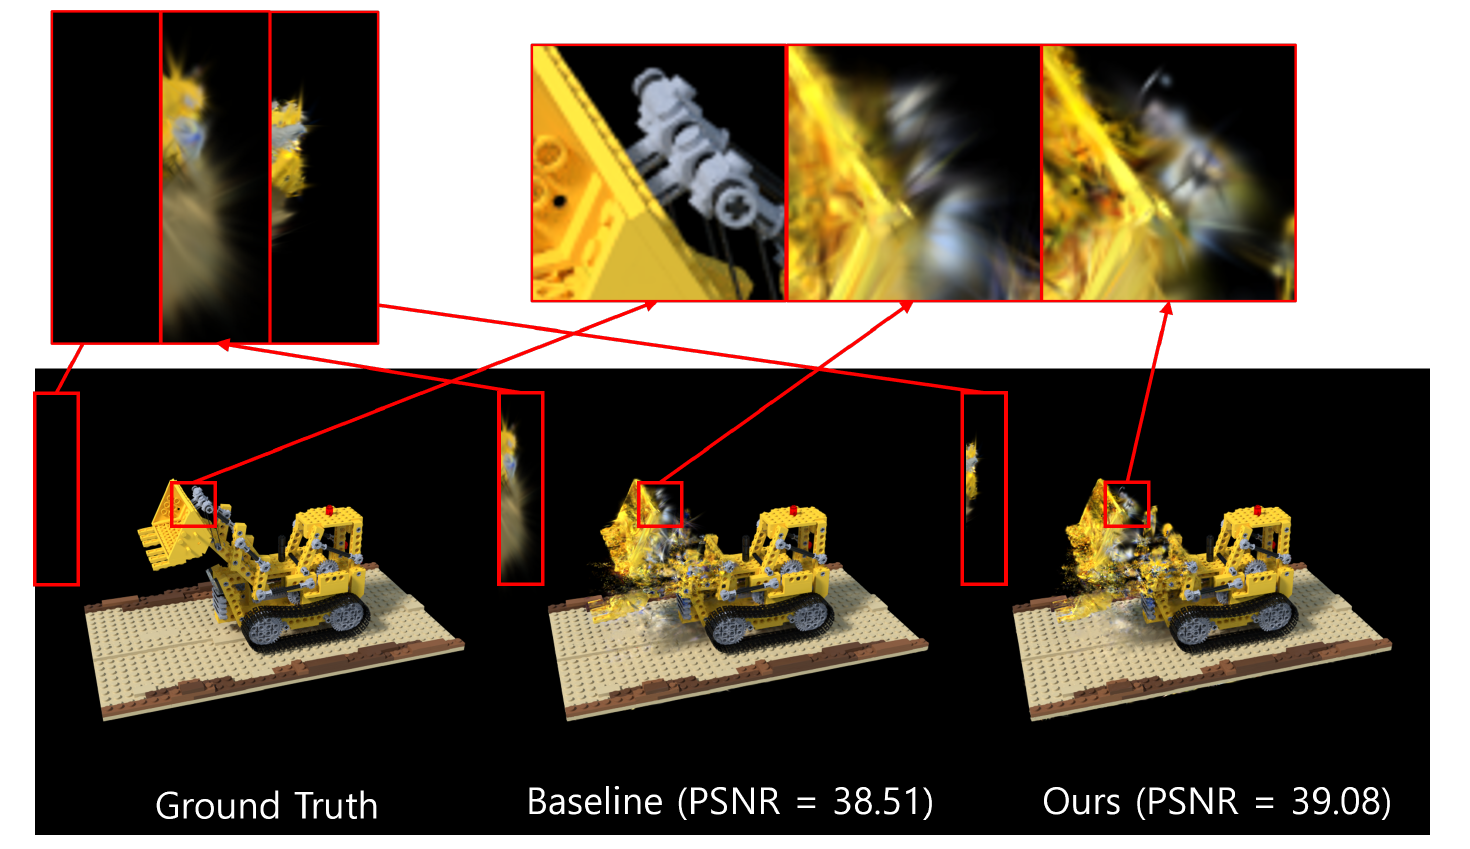 Ground Truth
Baseline (PSNR = 38.51)
Ours (PSNR = 39.08)